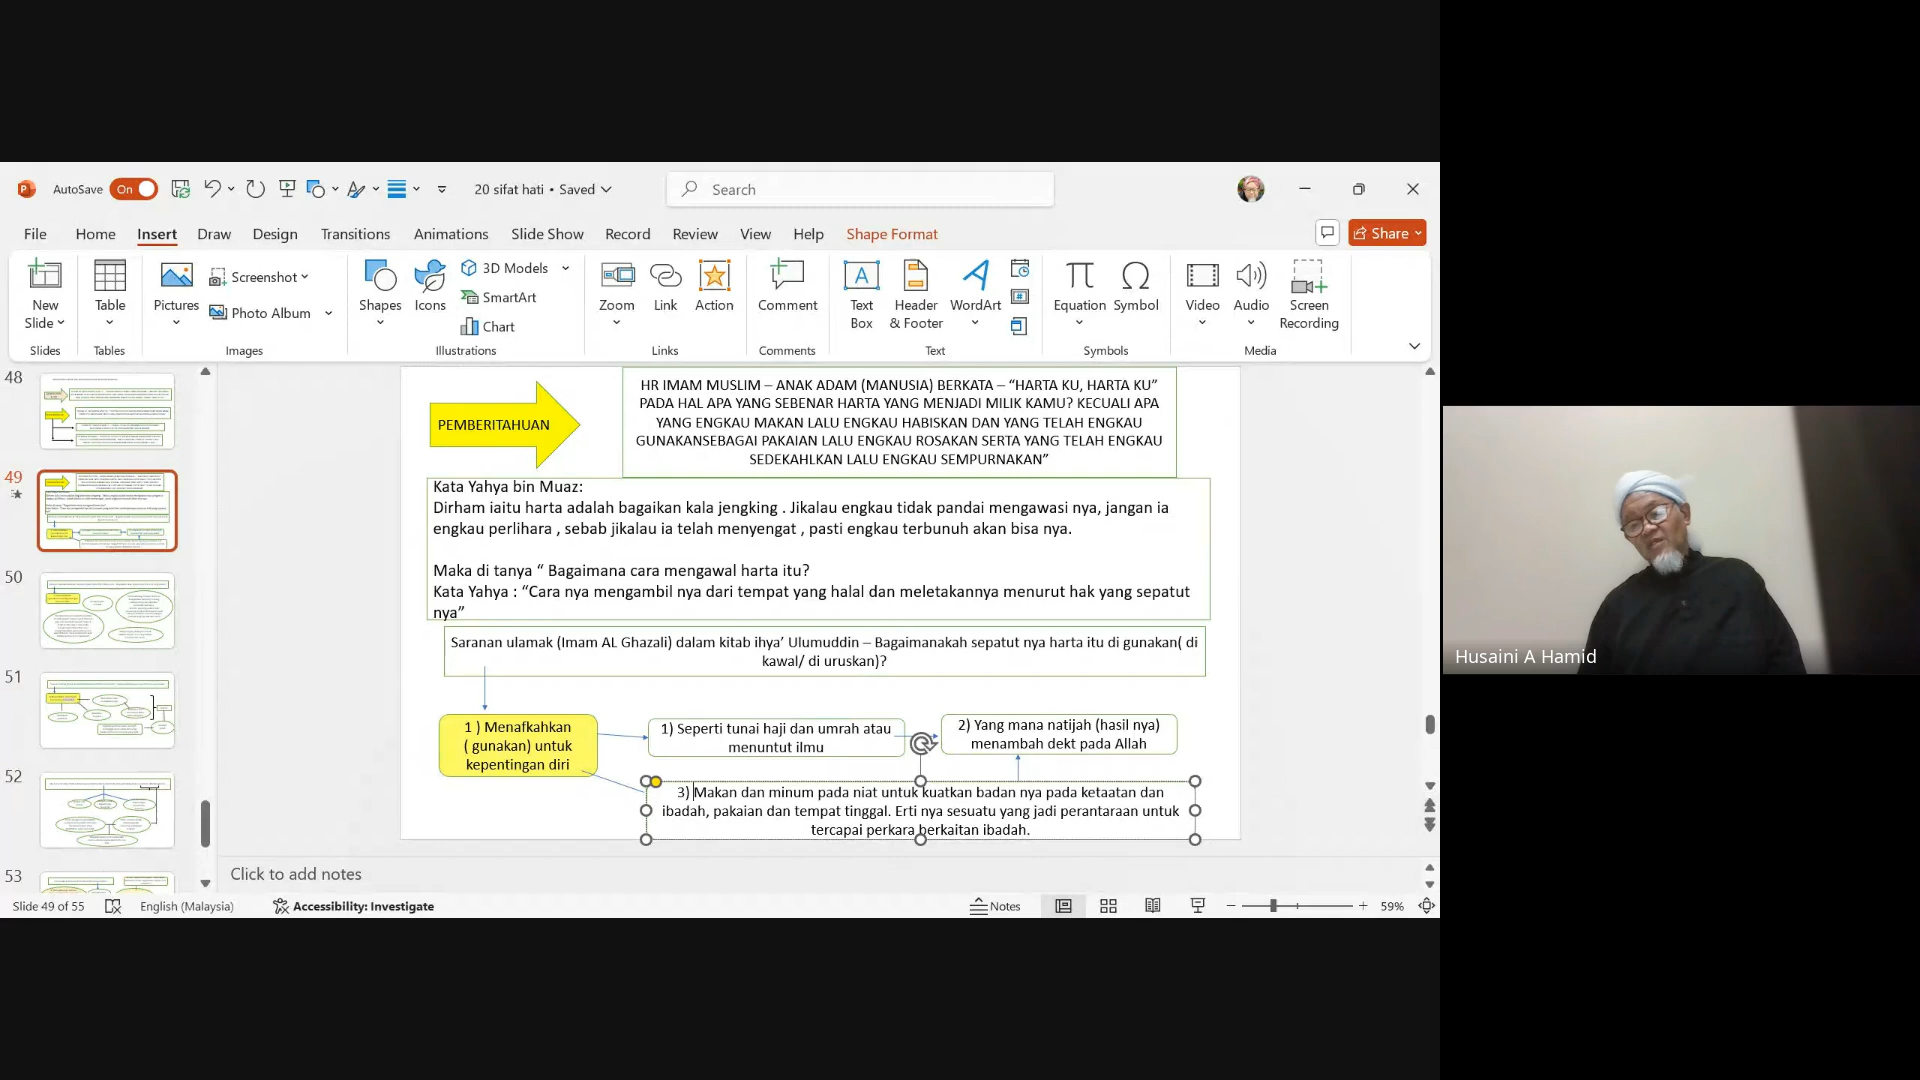 AutoSave On
20 sifat hati • Saved
Search
File Home Insert Draw Design Transitions Animations Slide Show Record Review View Help Shape Format
Share
New Slide
Table
Pictures
Screenshot
Photo Album
Shapes
Icons
3D Models
SmartArt
Chart
Zoom
Link
Action
Comment
Text Box
Header & Footer
WordArt
Equation
Symbol
Video
Audio
Screen Recording
Slides Tables Images Illustrations Links Comments Text Symbols Media
48
49
50
51
52
53
PEMBERITAHUAN
HR IMAM MUSLIM – ANAK ADAM (MANUSIA) BERKATA – “HARTA KU, HARTA KU”
PADA HAL APA YANG SEBENAR HARTA YANG MENJADI MILIK KAMU? KECUALI APA
YANG ENGKAU MAKAN LALU ENGKAU HABISKAN DAN YANG TELAH ENGKAU
GUNAKANSEBAGAI PAKAIAN LALU ENGKAU ROSAKAN SERTA YANG TELAH ENGKAU
SEDEKAHLKAN LALU ENGKAU SEMPURNAKAN”
Kata Yahya bin Muaz:
Dirham iaitu harta adalah bagaikan kala jengking . Jikalau engkau tidak pandai mengawasi nya, jangan ia
engkau perlihara , sebab jikalau ia telah menyengat , pasti engkau terbunuh akan bisa nya.
Maka di tanya “ Bagaimana cara mengawal harta itu?
Kata Yahya : “Cara nya mengambil nya dari tempat yang halal dan meletakannya menurut hak yang sepatut
nya”
Saranan ulamak (Imam AL Ghazali) dalam kitab ihya’ Ulumuddin – Bagaimanakah sepatut nya harta itu di gunakan( di
kawal/ di uruskan)?
1 ) Menafkahkan
( gunakan) untuk
kepentingan diri
1) Seperti tunai haji dan umrah atau
menuntut ilmu
2) Yang mana natijah (hasil nya)
menambah dekt pada Allah
3) Makan dan minum pada niat untuk kuatkan badan nya pada ketaatan dan
ibadah, pakaian dan tempat tinggal. Erti nya sesuatu yang jadi perantaraan untuk
tercapai perkara berkaitan ibadah.
Click to add notes
Slide 49 of 55
English (Malaysia)
Accessibility: Investigate
Notes
59%
Husaini A Hamid